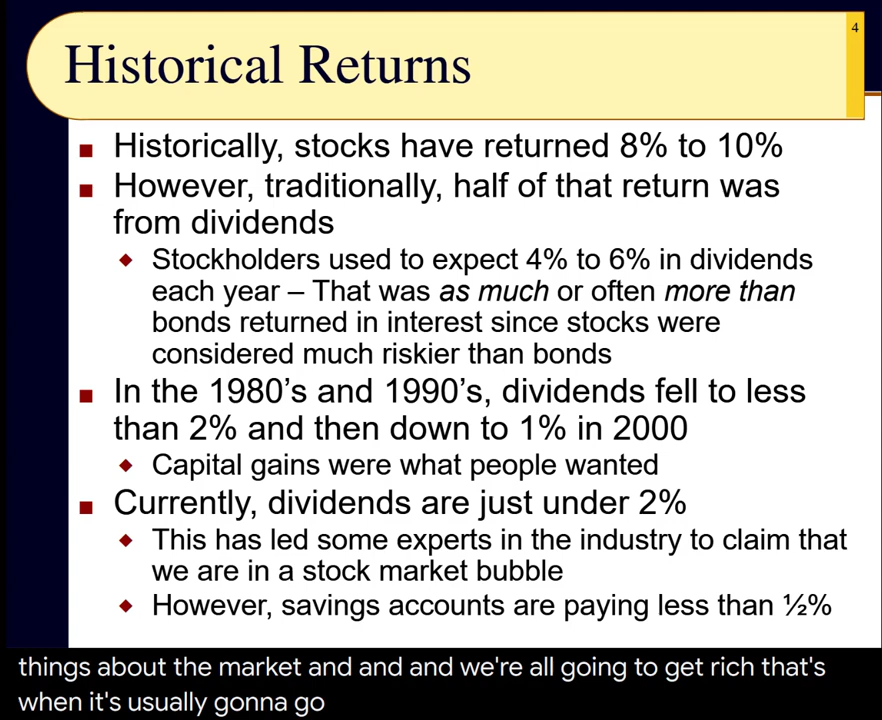 4
Historical Returns
■ Historically, stocks have returned 8% to 10%
■ However, traditionally, half of that return was
from dividends
◆ Stockholders used to expect 4% to 6% in dividends
each year – That was as much or often more than
bonds returned in interest since stocks were
considered much riskier than bonds
■ In the 1980's and 1990's, dividends fell to less
than 2% and then down to 1% in 2000
◆ Capital gains were what people wanted
■ Currently, dividends are just under 2%
◆ This has led some experts in the industry to claim that
we are in a stock market bubble
◆ However, savings accounts are paying less than ½%
things about the market and and and we're all going to get rich that's
when it's usually gonna go